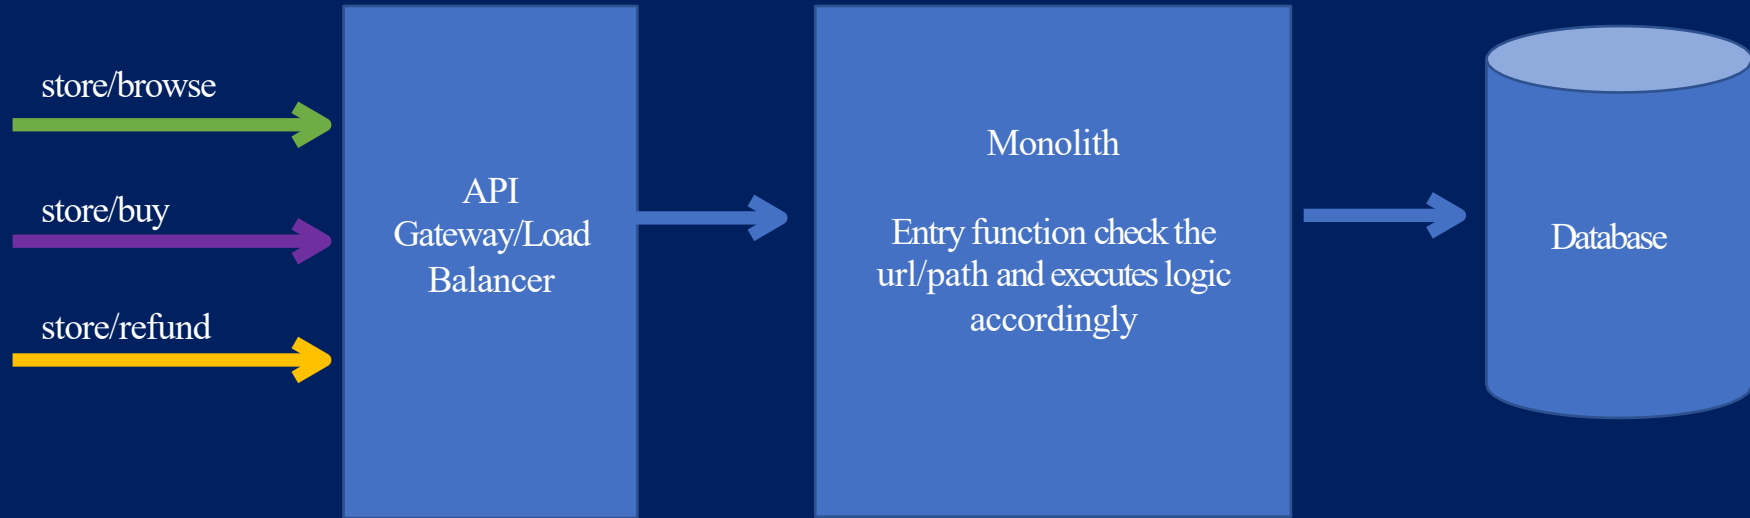 store/browse
store/buy
store/refund
API
Gateway/Load
Balancer
Monolith
Entry function check the
url/path and executes logic
accordingly
Database